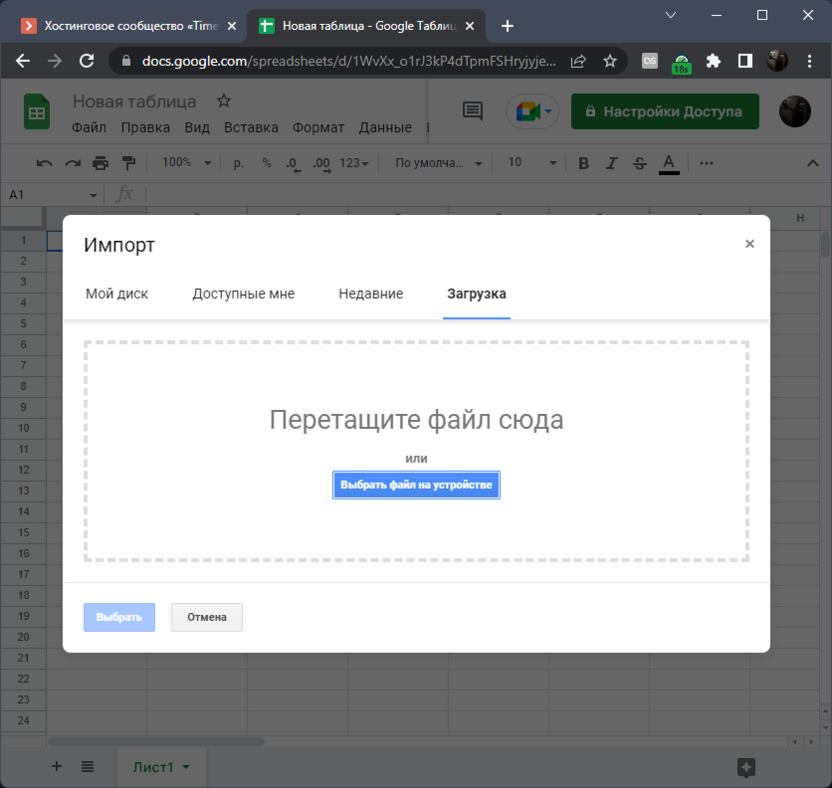 Хостинговое сообщество «Time
Новая таблица - Google Таблиц
docs.google.com/spreadsheets/d/1WvXx_o1rJ3kP4dTpmFSHryjyje...
18s
Новая таблица
Файл Правка Вид Вставка Формат Данные
Настройки Доступа
100% р. % .0 .00 123 По умолча... 10 B I S A
A1 fx
H
Импорт
Мой диск Доступные мне Недавние Загрузка
Перетащите файл сюда
или
Выбрать файл на устройстве
Выбрать Отмена
1
2
3
4
5
6
7
8
9
10
11
12
13
14
15
16
17
18
19
20
21
22
23
24
Лист1